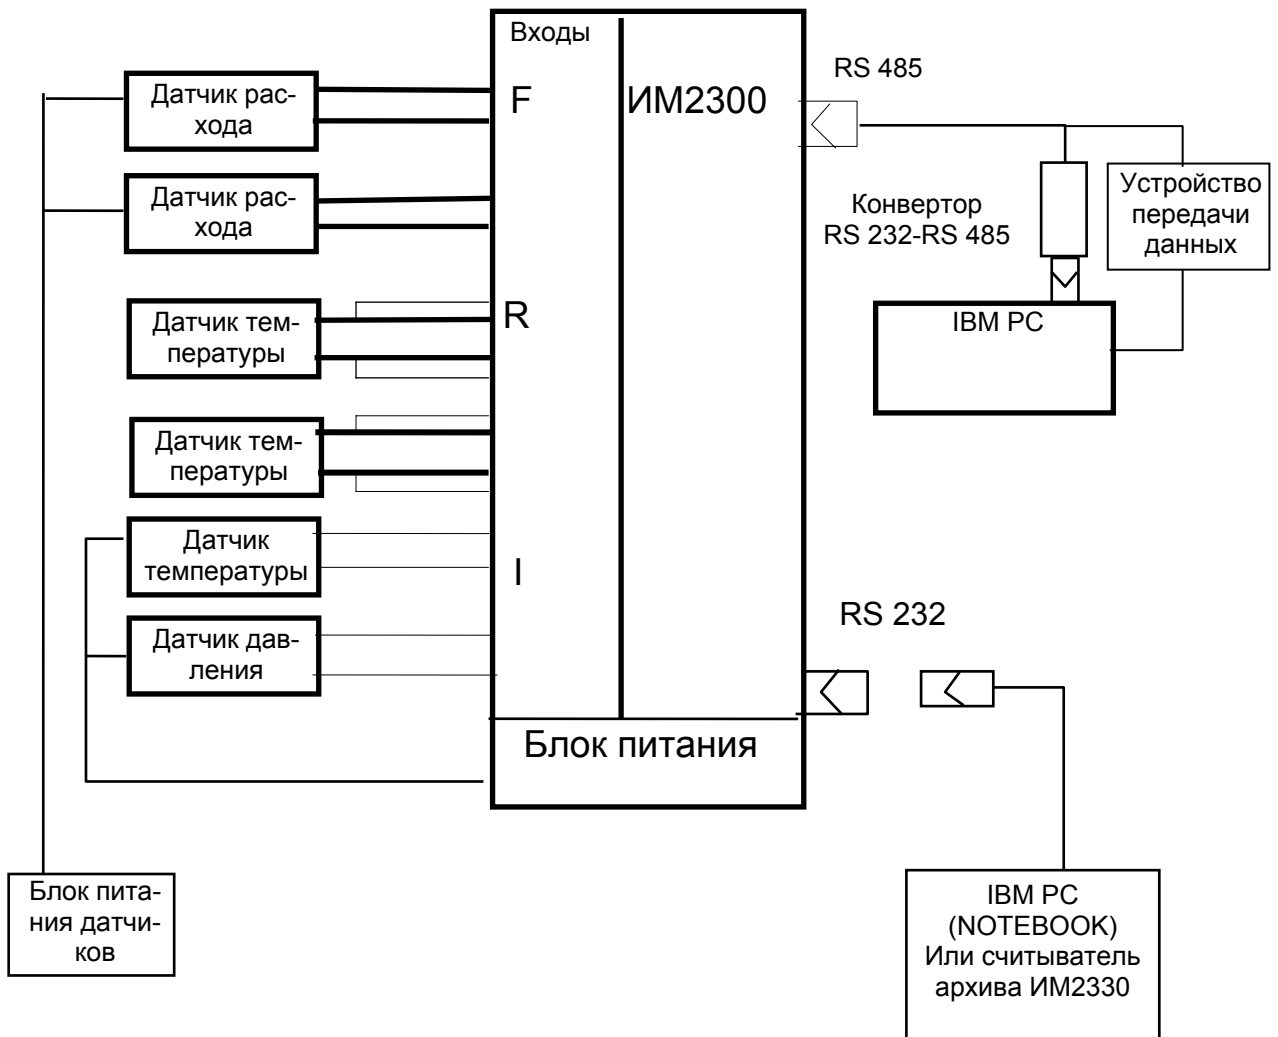 Входы
RS 485
Датчик рас-
хода
F
ИМ2300
Датчик рас-
хода
Конвертор
RS 232-RS 485
Устройство
передачи
данных
Датчик тем-
пературы
R
IBM PC
Датчик тем-
пературы
Датчик
температуры
I
RS 232
Датчик дав-
ления
Блок питания
Блок пита-
ния датчи-
ков
IBM PC
(NOTEBOOK)
Или считыватель
архива ИМ2330